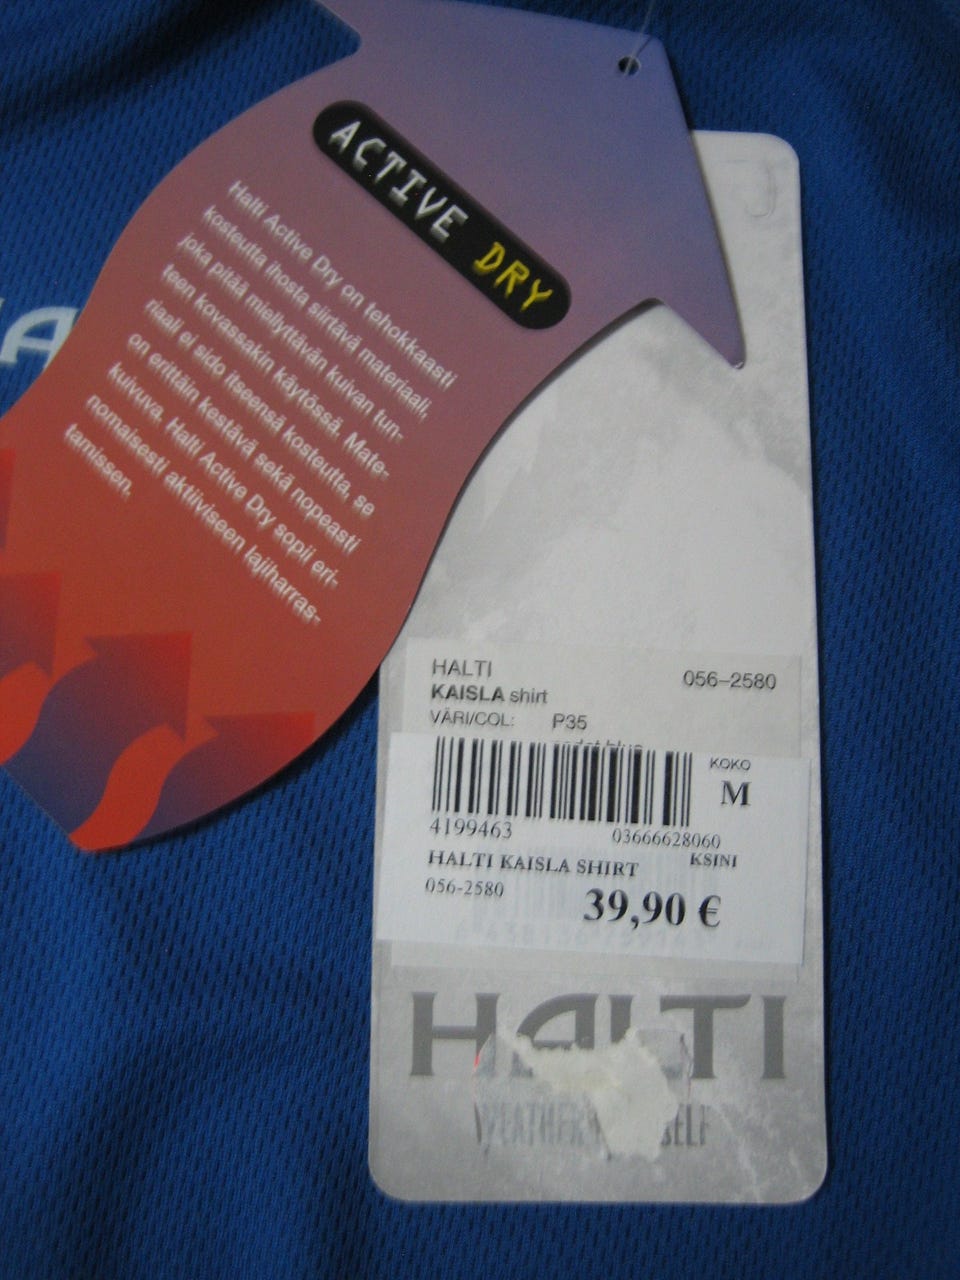 ACTIVE DRY
Halti Active Dry on tehokkaasti
kosteutta ihosta siirtävä materiaali,
joka pitää miellyttävän kuivan tun-
teen kovassakin käytössä. Mate-
riaali ei sido itseensä kosteutta, se
on erittäin kestävä sekä nopeasti
kuivuva. Halti Active Dry sopii eri-
nomaisesti aktiiviseen lajiharras-
tamissen.
HALTI 056–2580
KAISLA shirt
VÄRI/COL: P35
KOKO
M
4199463 03666628060
HALTI KAISLA SHIRT KSINI
056-2580 39,90 €
HALTI